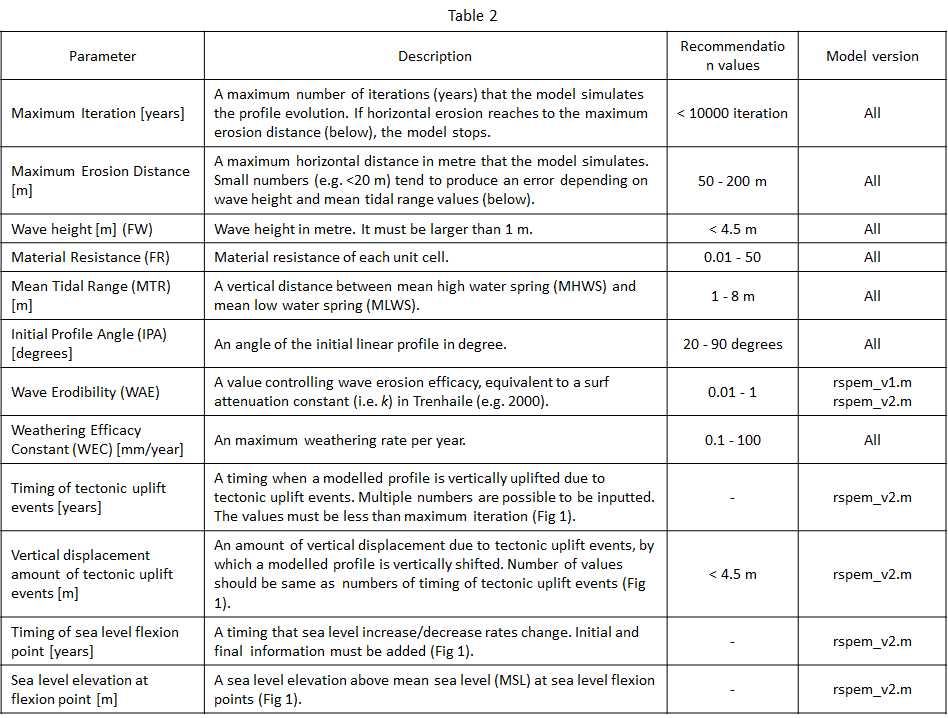 Table 2
Parameter
Description
Recommendatio
n values
Model version
Maximum Iteration [years]
A maximum number of iterations (years) that the model simulates
the profile evolution. If horizontal erosion reaches to the maximum
erosion distance (below), the model stops.
< 10000 iteration
All
Maximum Erosion Distance
[m]
A maximum horizontal distance in metre that the model simulates.
Small numbers (e.g. <20 m) tend to produce an error depending on
wave height and mean tidal range values (below).
50 - 200 m
All
Wave height [m] (FW)
Wave height in metre. It must be larger than 1 m.
< 4.5 m
All
Material Resistance (FR)
Material resistance of each unit cell.
0.01 - 50
All
Mean Tidal Range (MTR)
[m]
A vertical distance between mean high water spring (MHWS) and
mean low water spring (MLWS).
1 - 8 m
All
Initial Profile Angle (IPA)
[degrees]
An angle of the initial linear profile in degree.
20 - 90 degrees
All
Wave Erodibility (WAE)
A value controlling wave erosion efficacy, equivalent to a surf
attenuation constant (i.e. k) in Trenhaile (e.g. 2000).
0.01 - 1
rspem_v1.m
rspem_v2.m
Weathering Efficacy
Constant (WEC) [mm/year]
An maximum weathering rate per year.
0.1 - 100
All
Timing of tectonic uplift
events [years]
A timing when a modelled profile is vertically uplifted due to
tectonic uplift events. Multiple numbers are possible to be inputted.
The values must be less than maximum iteration (Fig 1).
-
rspem_v2.m
Vertical displacement
amount of tectonic uplift
events [m]
An amount of vertical displacement due to tectonic uplift events, by
which a modelled profile is vertically shifted. Number of values
should be same as numbers of timing of tectonic uplift events (Fig
1).
< 4.5 m
rspem_v2.m
Timing of sea level flexion
point [years]
A timing that sea level increase/decrease rates change. Initial and
final information must be added (Fig 1).
-
rspem_v2.m
Sea level elevation at
flexion point [m]
A sea level elevation above mean sea level (MSL) at sea level flexion
points (Fig 1).
-
rspem_v2.m